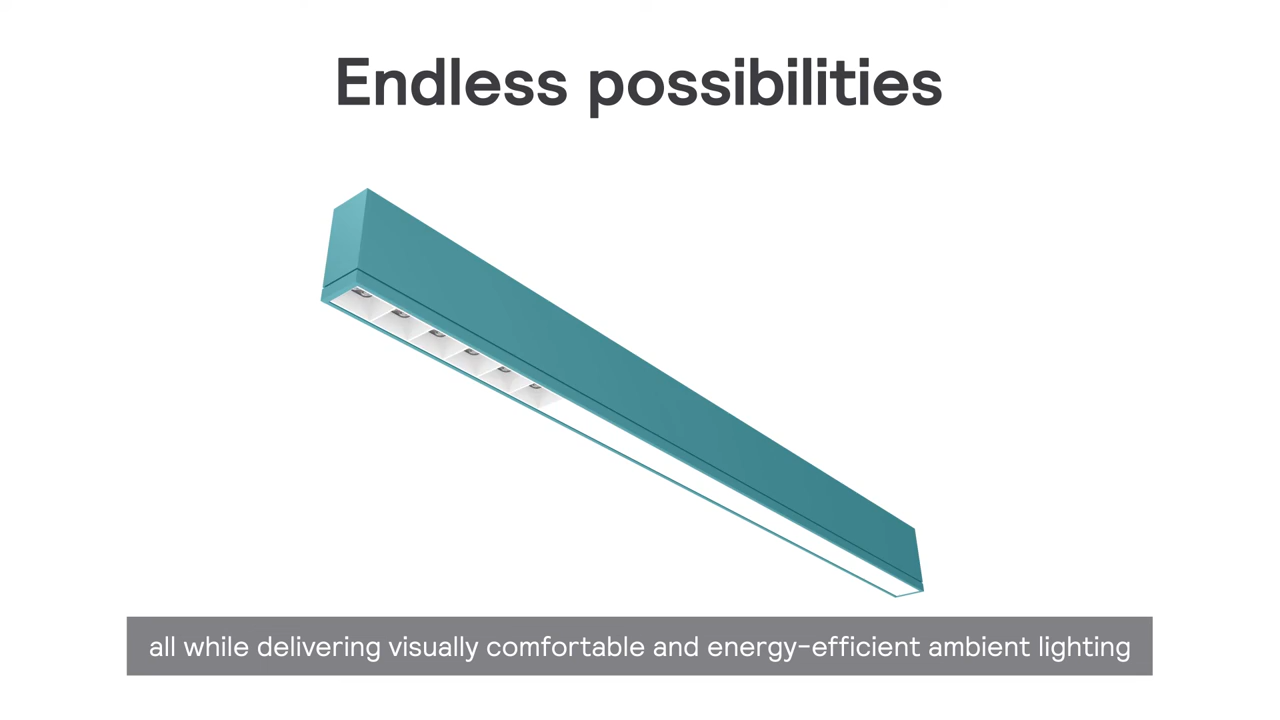 Endless possibilities
all while delivering visually comfortable and energy-efficient ambient lighting